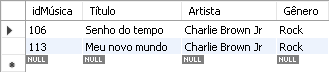 idMúsica Título Artista Gênero
106 Senho do tempo Charlie Brown Jr Rock
113 Meu novo mundo Charlie Brown Jr Rock
NULL NULL NULL NULL